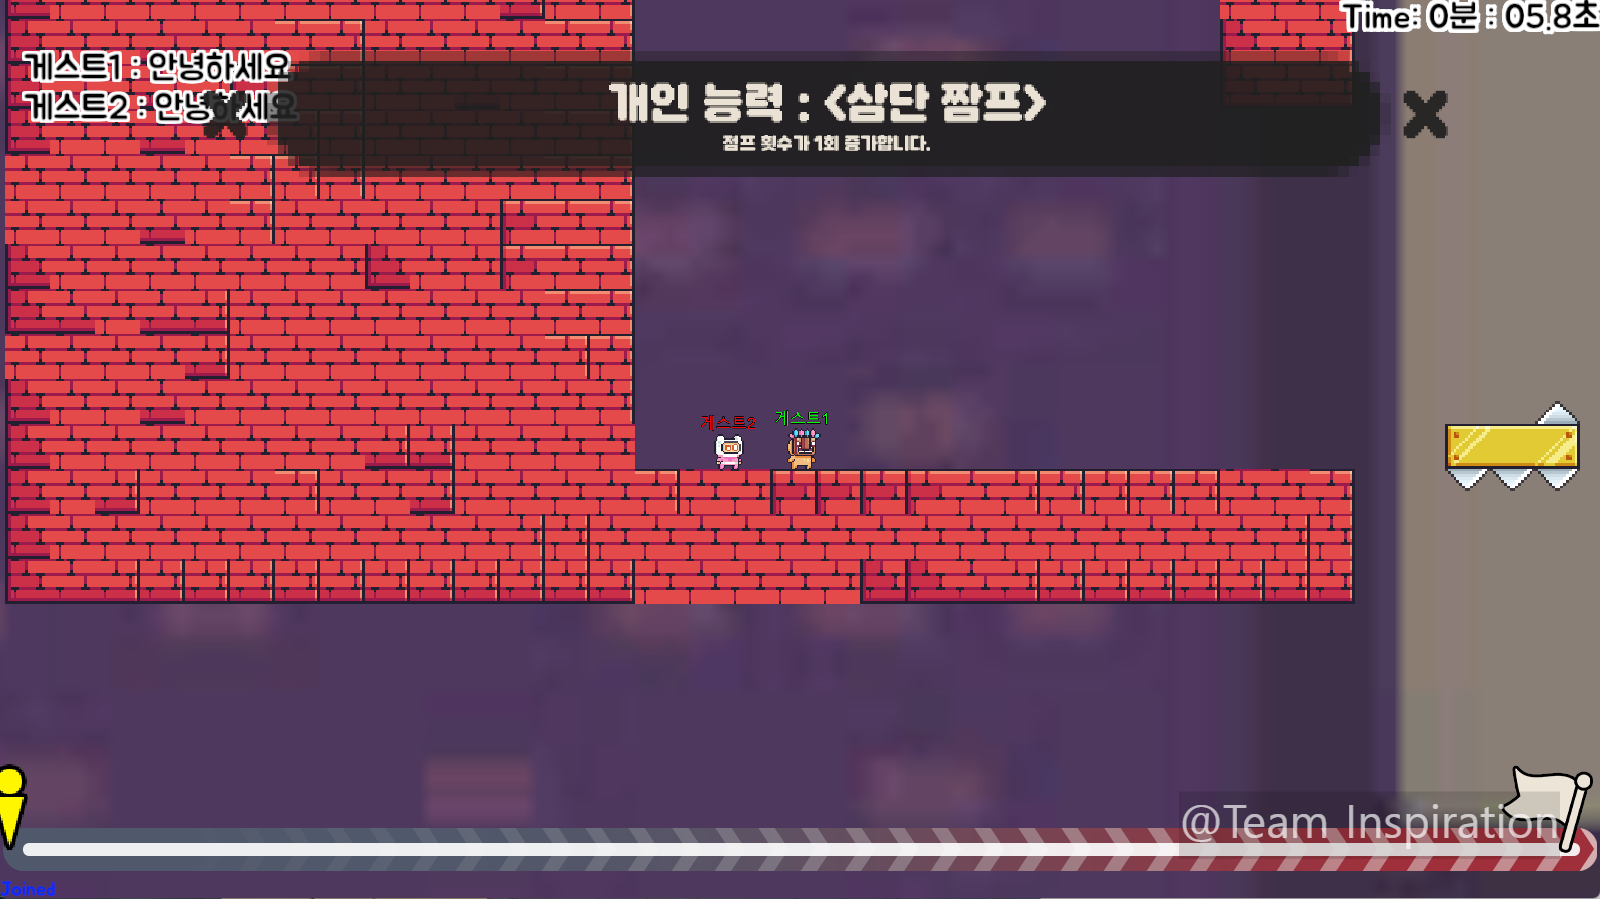 Time: 0분 : 05.8초
게스트1 : 안녕하세요
게스트2 : 안녕하세요
개인 능력 : <삼단 짬프>
점프 횟수가 1회 증가합니다.
게스트2
게스트1
@Team Inspiration
Joined